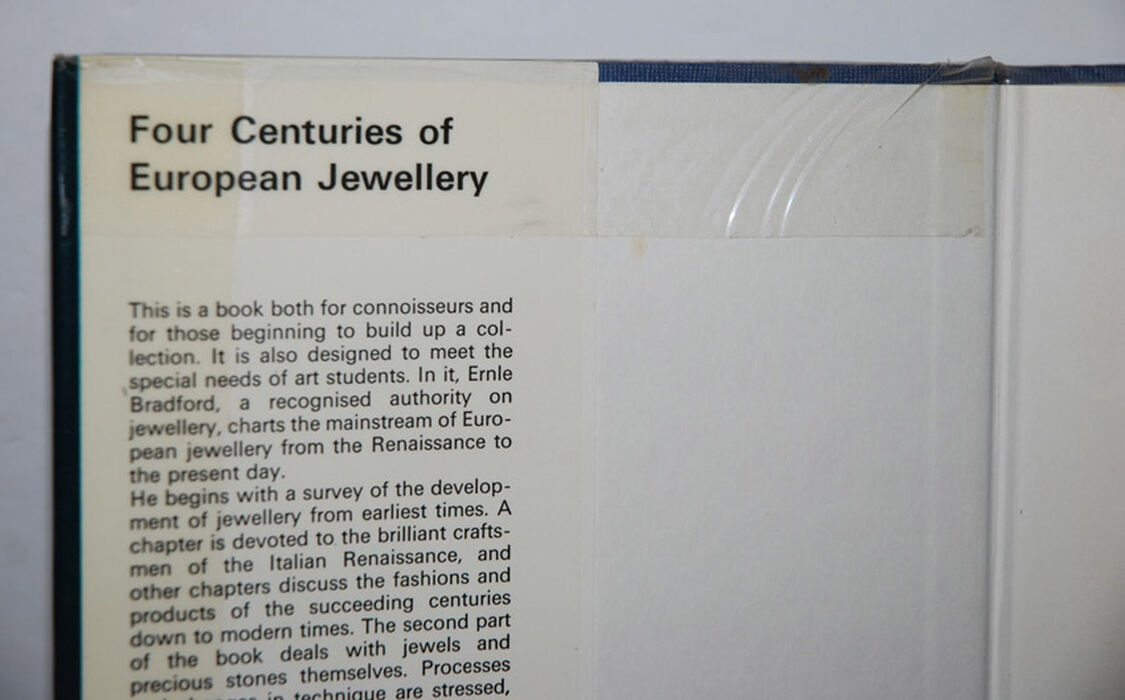 Four Centuries of
European Jewellery
This is a book both for connoisseurs and
for those beginning to build up a col-
lection. It is also designed to meet the
special needs of art students. In it, Ernle
Bradford, a recognised authority on
jewellery, charts the mainstream of Euro-
pean jewellery from the Renaissance to
the present day.
He begins with a survey of the develop-
ment of jewellery from earliest times. A
chapter is devoted to the brilliant crafts-
men of the Italian Renaissance, and
other chapters discuss the fashions and
products of the succeeding centuries
down to modern times. The second part
of the book deals with jewels and
precious stones themselves. Processes
in technique are stressed,